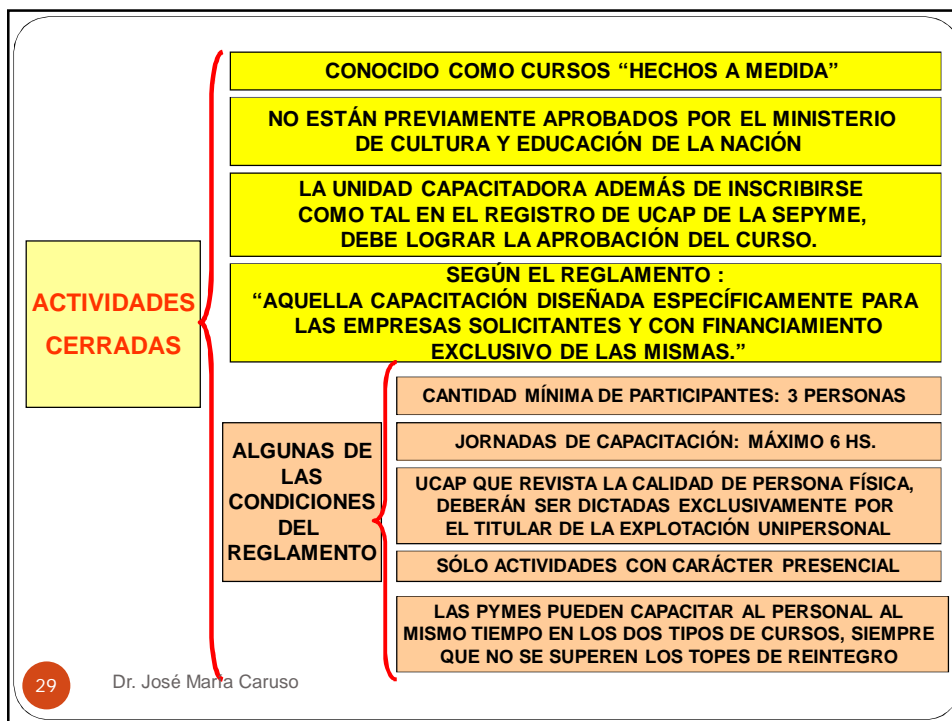 CONOCIDO COMO CURSOS “HECHOS A MEDIDA”
NO ESTÁN PREVIAMENTE APROBADOS POR EL MINISTERIO
DE CULTURA Y EDUCACIÓN DE LA NACIÓN
LA UNIDAD CAPACITADORA ADEMÁS DE INSCRIBIRSE
COMO TAL EN EL REGISTRO DE UCAP DE LA SEPYME,
DEBE LOGRAR LA APROBACIÓN DEL CURSO.
SEGÚN EL REGLAMENTO :
“AQUELLA CAPACITACIÓN DISEÑADA ESPECÍFICAMENTE PARA
LAS EMPRESAS SOLICITANTES Y CON FINANCIAMIENTO
EXCLUSIVO DE LAS MISMAS.”
ACTIVIDADES
CERRADAS
ALGUNAS DE
LAS
CONDICIONES
DEL
REGLAMENTO
CANTIDAD MÍNIMA DE PARTICIPANTES: 3 PERSONAS
JORNADAS DE CAPACITACIÓN: MÁXIMO 6 HS.
UCAP QUE REVISTA LA CALIDAD DE PERSONA FÍSICA,
DEBERÁN SER DICTADAS EXCLUSIVAMENTE POR
EL TITULAR DE LA EXPLOTACIÓN UNIPERSONAL
SÓLO ACTIVIDADES CON CARÁCTER PRESENCIAL
LAS PYMES PUEDEN CAPACITAR AL PERSONAL AL
MISMO TIEMPO EN LOS DOS TIPOS DE CURSOS, SIEMPRE
QUE NO SE SUPEREN LOS TOPES DE REINTEGRO
29
Dr. José María Caruso